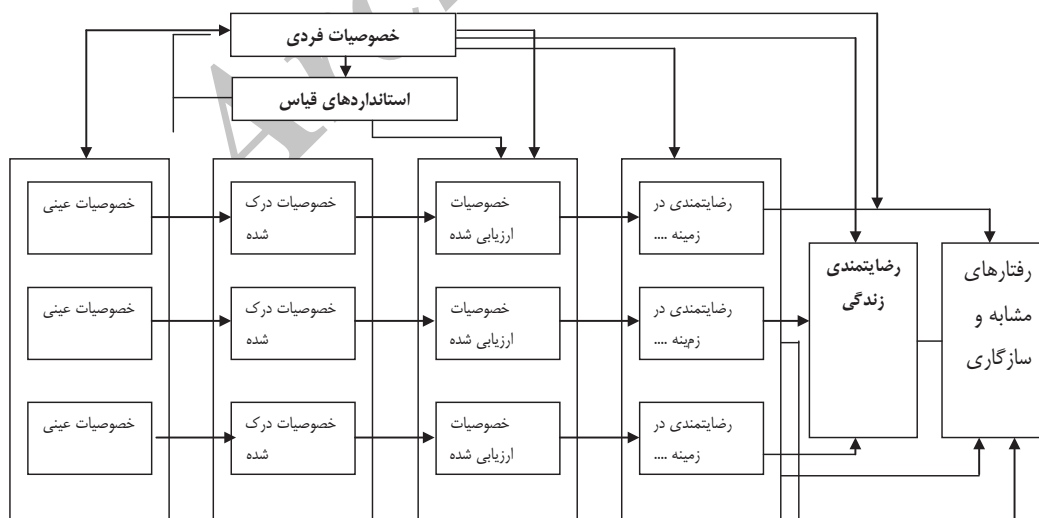 خصوصیات فردی
استانداردهای قیاس
خصوصیات عینی
خصوصیات درک
شده
خصوصیات
ارزیابی شده
رضایتمندی در
زمینه ....
خصوصیات عینی
خصوصیات درک
شده
خصوصیات
ارزیابی شده
رضایتمندی در
زمینه ....
خصوصیات عینی
خصوصیات درک
شده
خصوصیات
ارزیابی شده
رضایتمندی در
زمینه ....
رضایتمندی
زندگی
رفتارهای
مشابه و
سازگاری